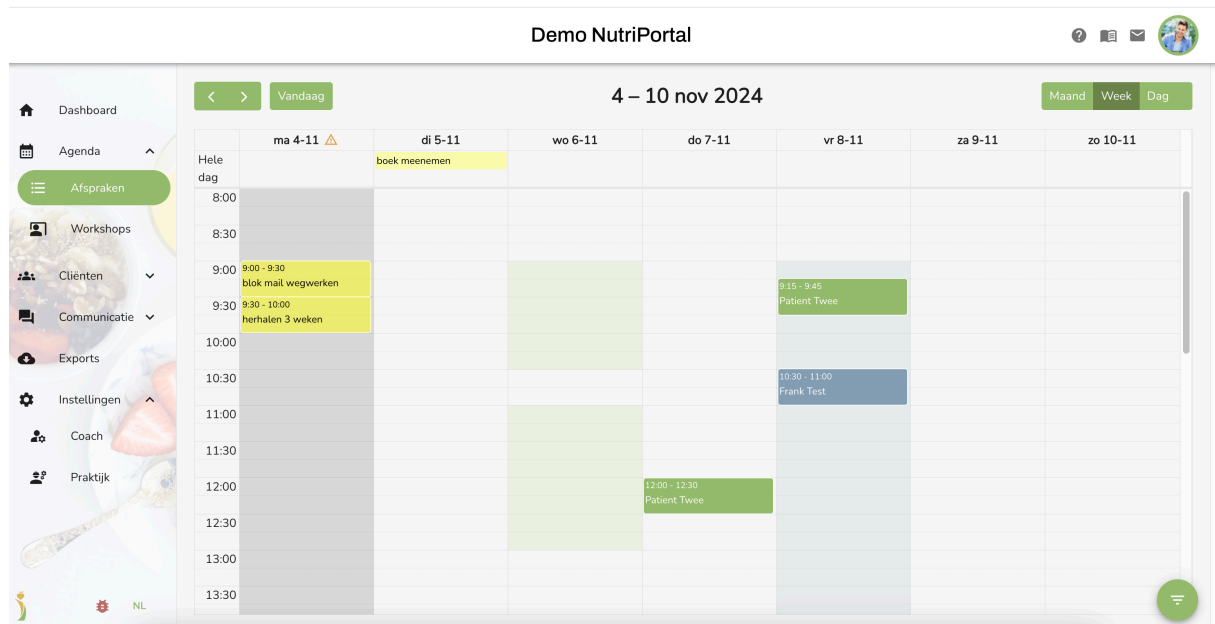 Demo NutriPortal
Dashboard
Agenda
Afspraken
Workshops
Cliënten
Communicatie
Exports
Instellingen
Coach
Praktijk
NL
Vandaag
4 – 10 nov 2024
Maand Week Dag
ma 4-11 di 5-11 wo 6-11 do 7-11 vr 8-11 za 9-11 zo 10-11
Hele
dag
boek meenemen
8:00
8:30
9:00
9:30
10:00
10:30
11:00
11:30
12:00
12:30
13:00
13:30
9:00 - 9:30
blok mail wegwerken
9:30 - 10:00
herhalen 3 weken
12:00 - 12:30
Patient Twee
9:15 - 9:45
Patient Twee
10:30 - 11:00
Frank Test